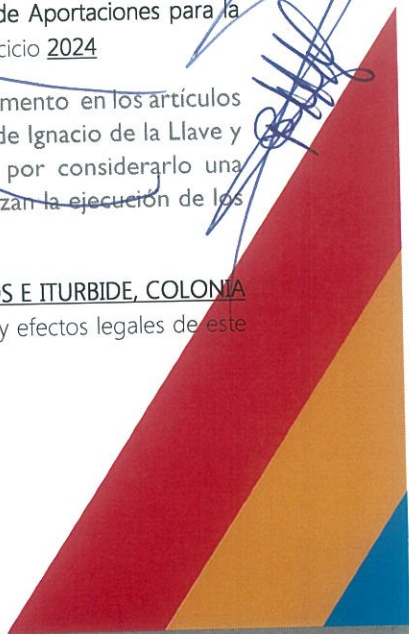 de Aportaciones para la
cicio 2024
mento en los artículos
de Ignacio de la Llave y
por considerarlo una
zan la ejecución de los
OS E ITURBIDE, COLONIA
y efectos legales de este